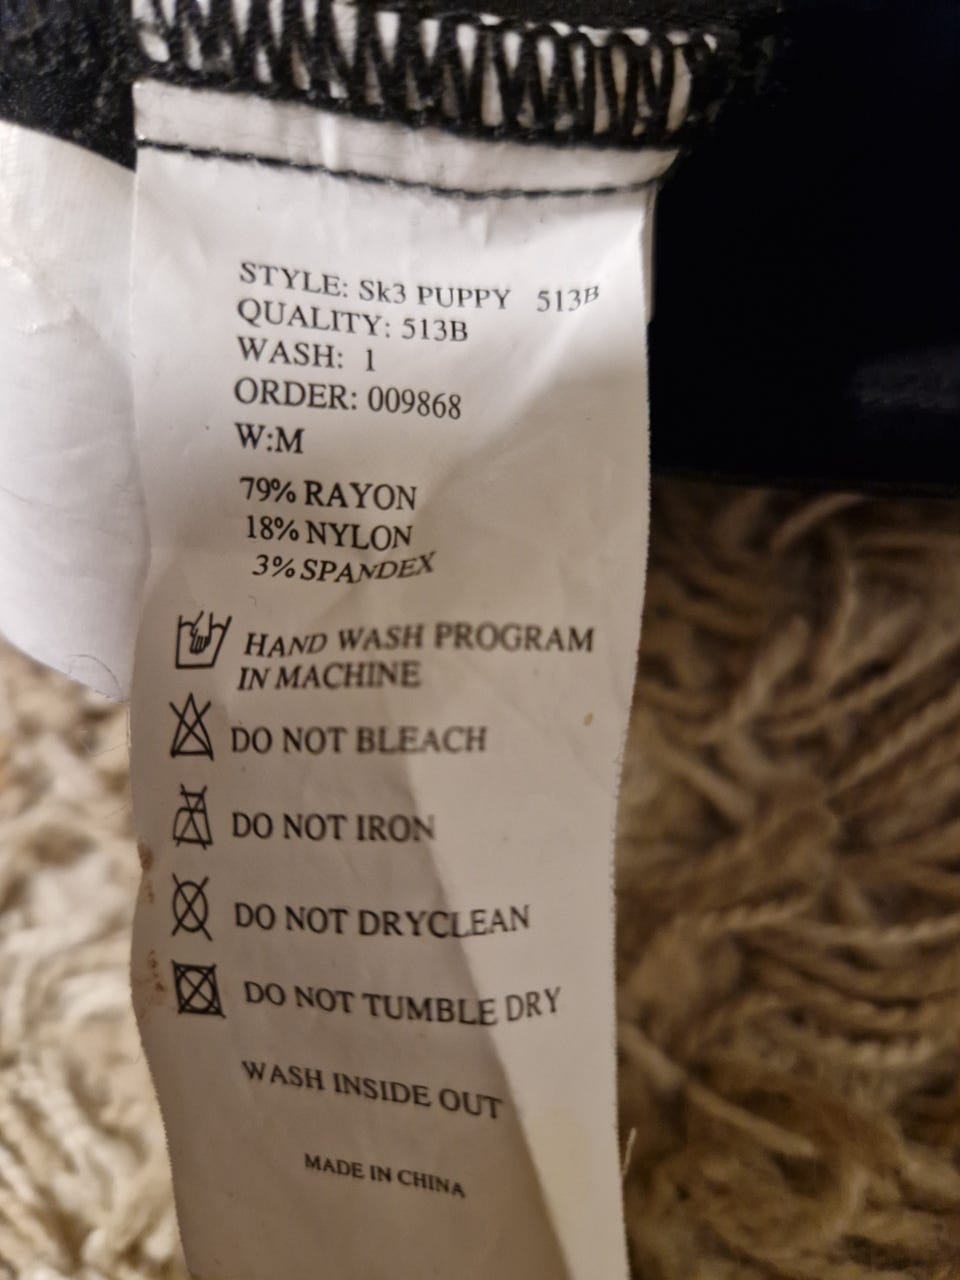 STYLE: Sk3 PUPPY 513B
QUALITY: 513B
WASH: 1
ORDER: 009868
W:M
79% RAYON
18% NYLON
3% SPANDEX
HAND WASH PROGRAM
IN MACHINE
DO NOT BLEACH
DO NOT IRON
DO NOT DRYCLEAN
DO NOT TUMBLE DRY
WASH INSIDE OUT
MADE IN CHINA